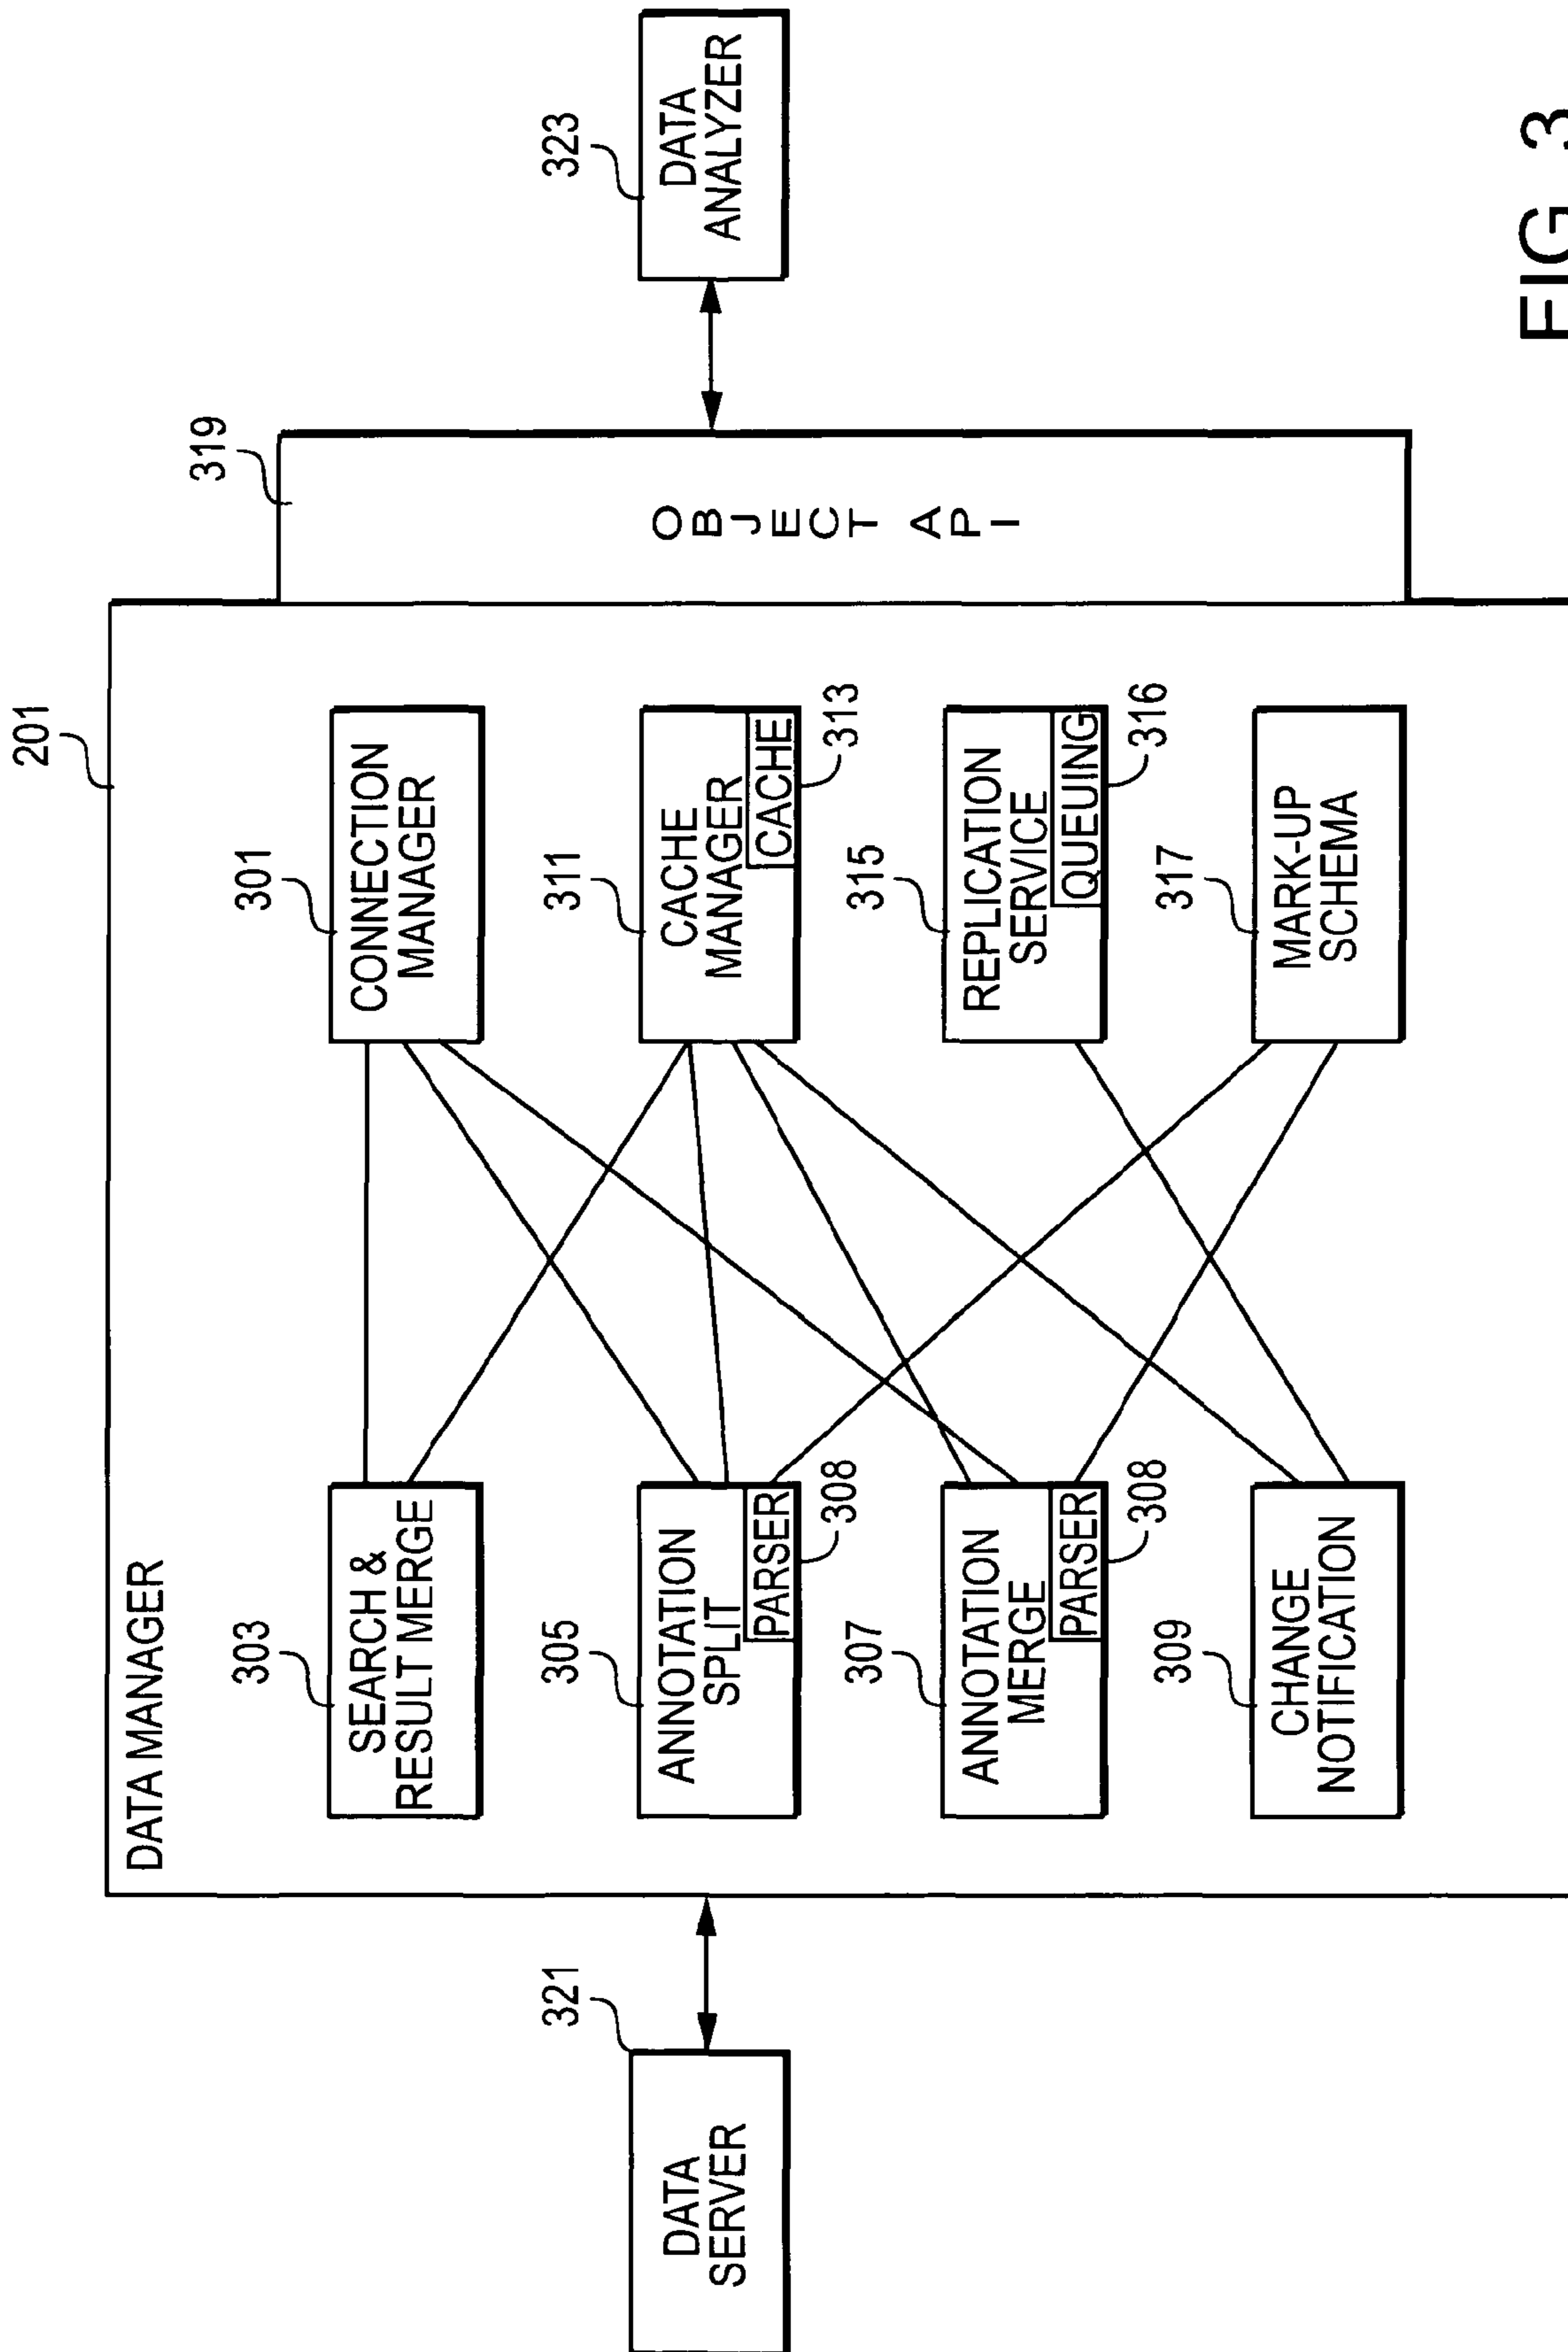 201
DATA MANAGER
303
SEARCH &
RESULT MERGE
301
CONNECTION
MANAGER
321
DATA
SERVER
305
ANNOTATION
SPLIT
PARSER
308
311
CACHE
MANAGER
CACHE
313
319
OBJECT API
323
DATA
ANALYZER
307
ANNOTATION
MERGE
PARSER
308
315
REPLICATION
SERVICE
QUEUING
316
309
CHANGE
NOTIFICATION
317
MARK-UP
SCHEMA
FIG. 3